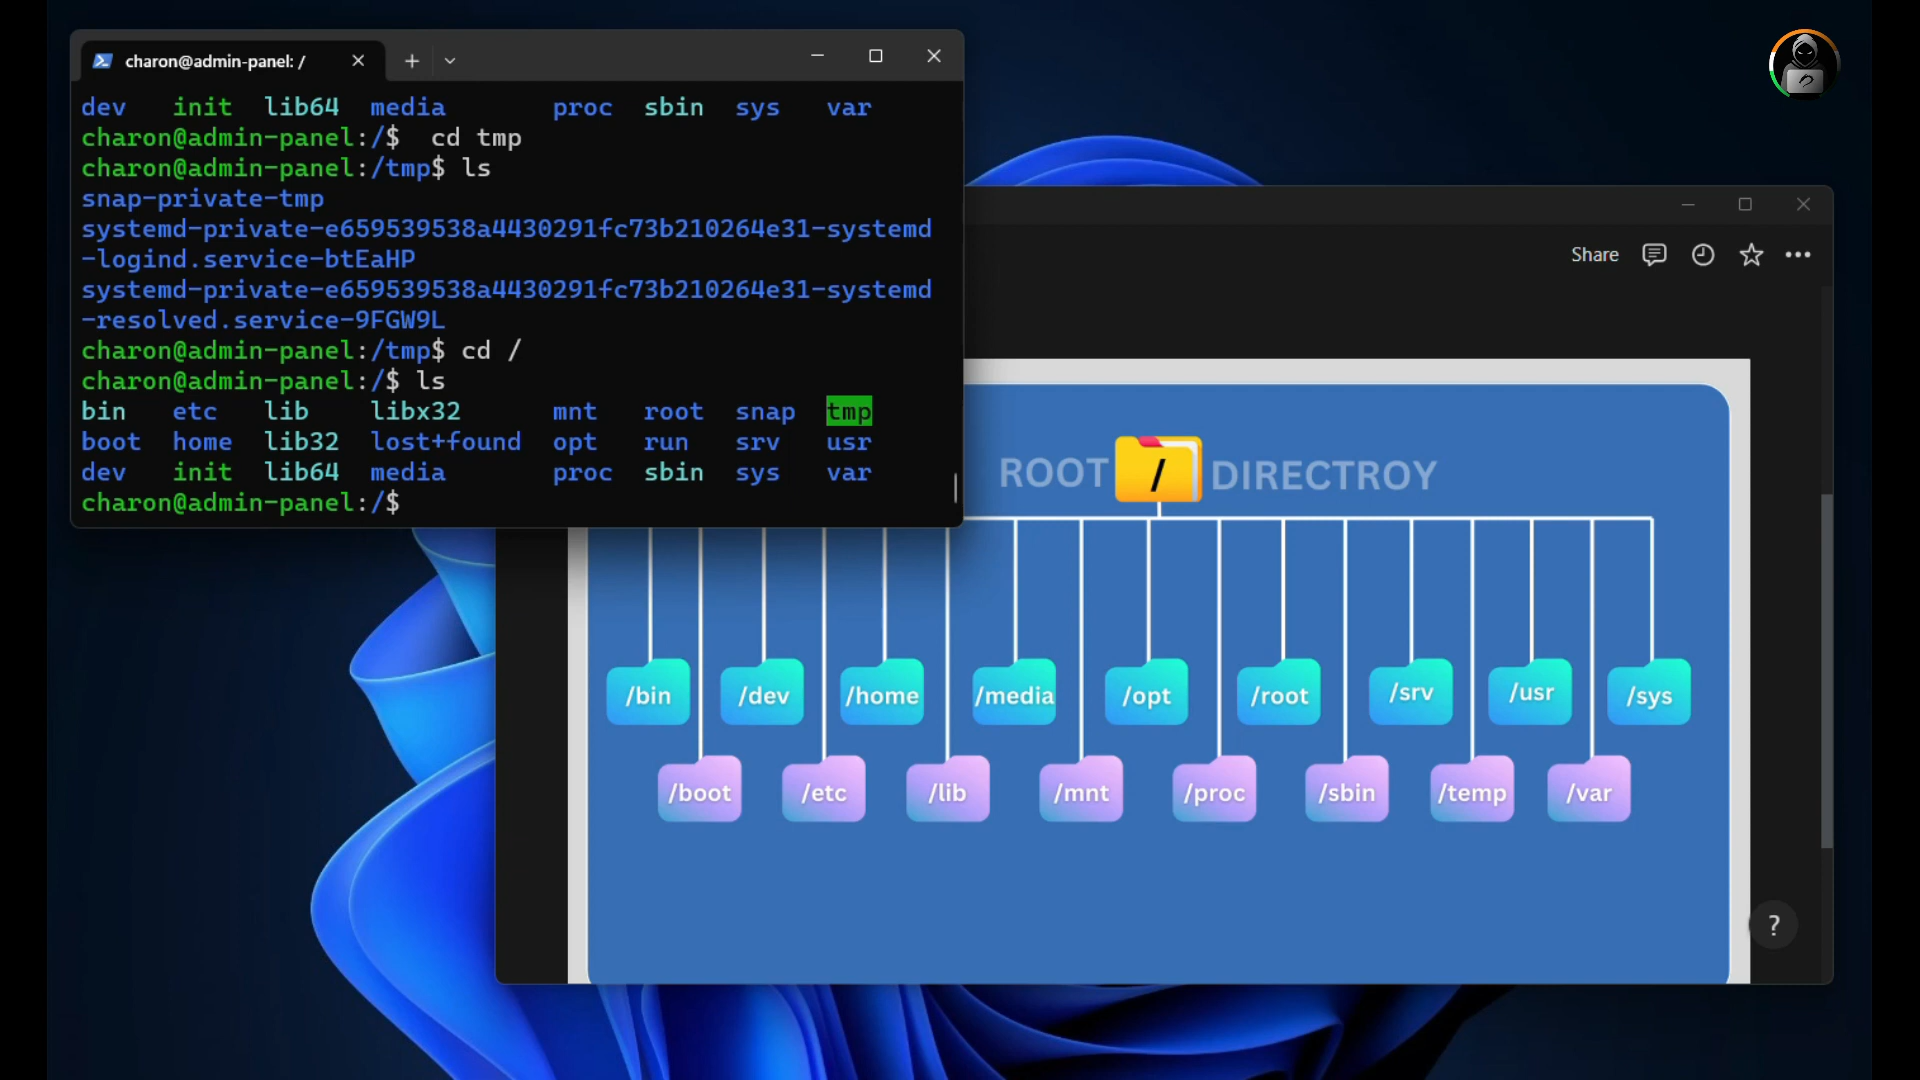 charon@admin-panel: /
dev init lib64 media proc sbin sys var
charon@admin-panel:/$  cd tmp
charon@admin-panel:/tmp$ ls
snap-private-tmp
systemd-private-e659539538a4430291fc73b210264e31-systemd
-logind.service-btEaHP
systemd-private-e659539538a4430291fc73b210264e31-systemd
-resolved.service-9FGW9L
charon@admin-panel:/tmp$ cd /
charon@admin-panel:/$ ls
bin etc lib libx32 mnt root snap tmp
boot home lib32 lost+found opt run srv usr
dev init lib64 media proc sbin sys var
charon@admin-panel:/$
Share
ROOT / DIRECTROY
/bin /dev /home /media /opt /root /srv /usr /sys
/boot /etc /lib /mnt /proc /sbin /temp /var
?